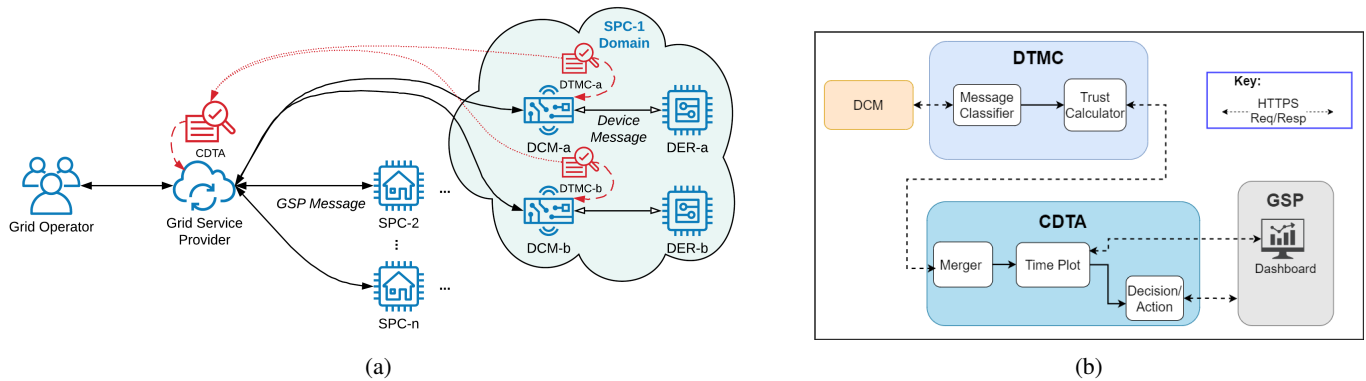 SPC-1
Domain
DTMC-a
DCM-a
Device
Message
DER-a
CDTA
DTMC-b
DCM-b
DER-b
Grid Operator
Grid Service
Provider
GSP Message
SPC-2
...
...
SPC-n
...
(a)
DTMC
DCM
Message
Classifier
Trust
Calculator
Key:
HTTPS
Req/Resp
CDTA
Merger
Time Plot
Decision/
Action
GSP
Dashboard
(b)